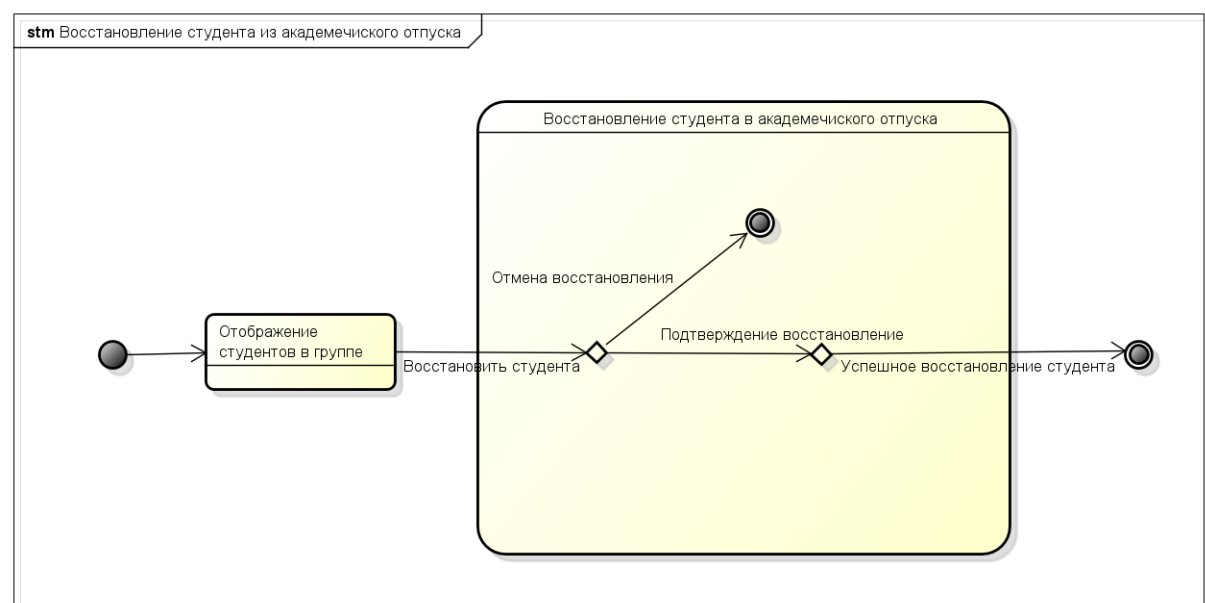 stm Восстановление студента из академечиского отпуска
Восстановление студента в академечиского отпуска
Отмена восстановления
Отображение
студентов в группе
Подтверждение восстановление
Восстановить студента
Успешное восстановление студента